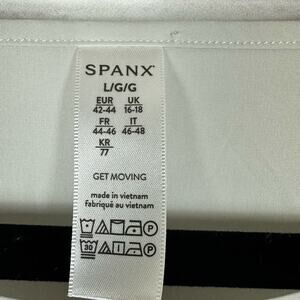 SPANX
L/G/G
EUR UK
42-44 16-18
FR IT
44-46 46-48
KR
77
GET MOVING
made in vietnam
fabriqué au vietnam
P
30 P